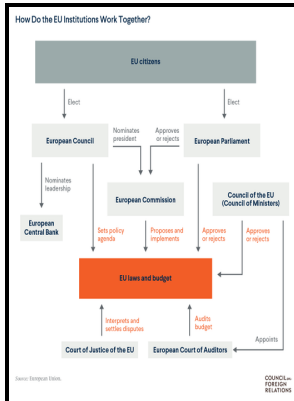 How Do the EU Institutions Work Together?
EU citizens
Elect
Elect
European Council
Nominates
president
Approves
or rejects
European Parliament
Nominates
leadership
European Commission
Council of the EU
(Council of Ministers)
European
Central Bank
Sets policy
agenda
Proposes and
implements
Approves
or rejects
Approves
or rejects
EU laws and budget
Interprets and
settles disputes
Audits
budget
Appoints
Court of Justice of the EU
European Court of Auditors
Source: European Union.
COUNCIL on
FOREIGN
RELATIONS